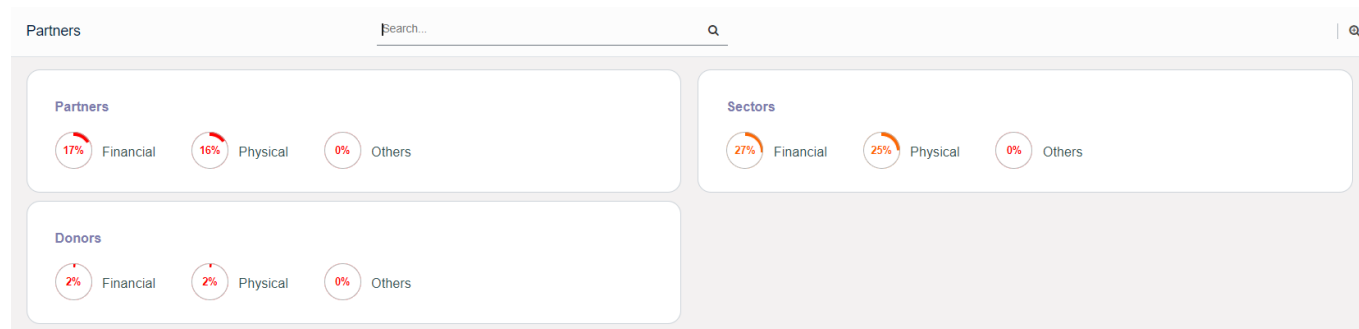 Partners
Search...
Partners
17% Financial 16% Physical 0% Others
Sectors
27% Financial 25% Physical 0% Others
Donors
2% Financial 2% Physical 0% Others